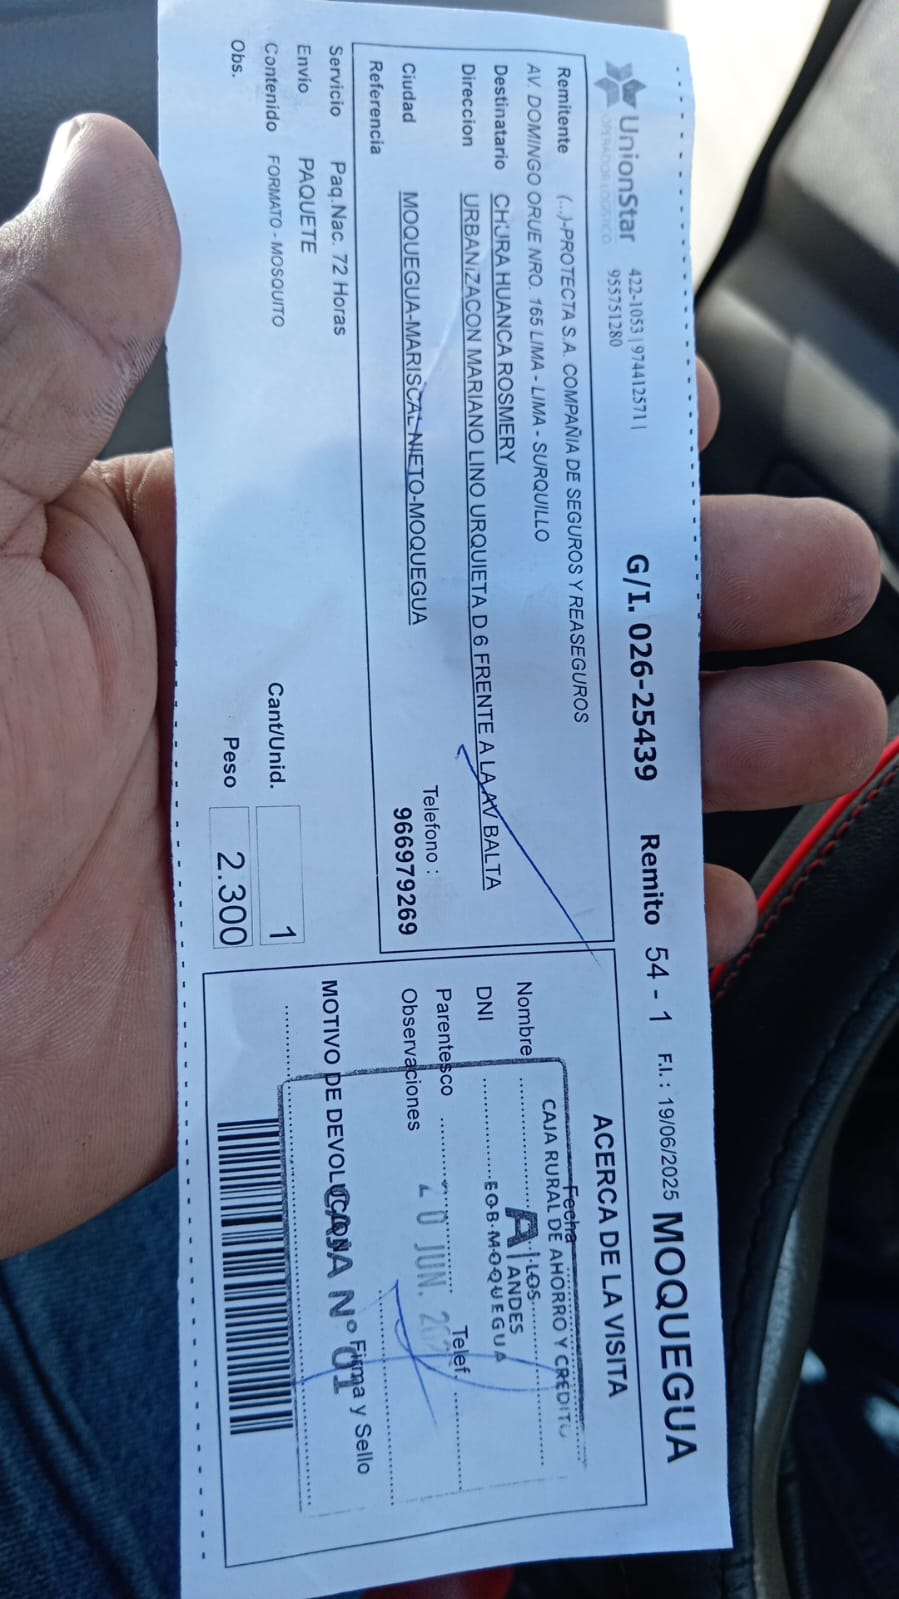 UnionStar
OPERADOR LOGISTICO
422-1053 | 974412571 |
955751280
G/I. 026-25439
Remito 54 - 1
F.I.: 19/06/2025
MOQUEGUA
Remitente (...)-PROTECTA S.A. COMPAÑIA DE SEGUROS Y REASEGUROS
AV. DOMINGO ORUE NRO. 165 LIMA - LIMA - SURQUILLO
Destinatario CHURA HUANCA ROSMERY
Direccion URBANIZACON MARIANO LINO URQUIETA D 6 FRENTE A LA AV BALTA
Ciudad MOQUEGUA-MARISCAL NIETO-MOQUEGUA
Telefono :
966979269
Referencia
Servicio Paq.Nac. 72 Horas
Envío PAQUETE
Contenido FORMATO - MOSQUITO
Obs.
Cant/Unid. 1
Peso 2.300
ACERCA DE LA VISITA
Fecha
Nombre
DNI
Parentesco
Telef.
Observaciones
MOTIVO DE DEVOLU
Firma y Sello
CAJA RURAL DE AHORRO Y CREDITO
LOS
ANDES
EOB-MOQUEGUA
20 JUN.
CAJA N° 01